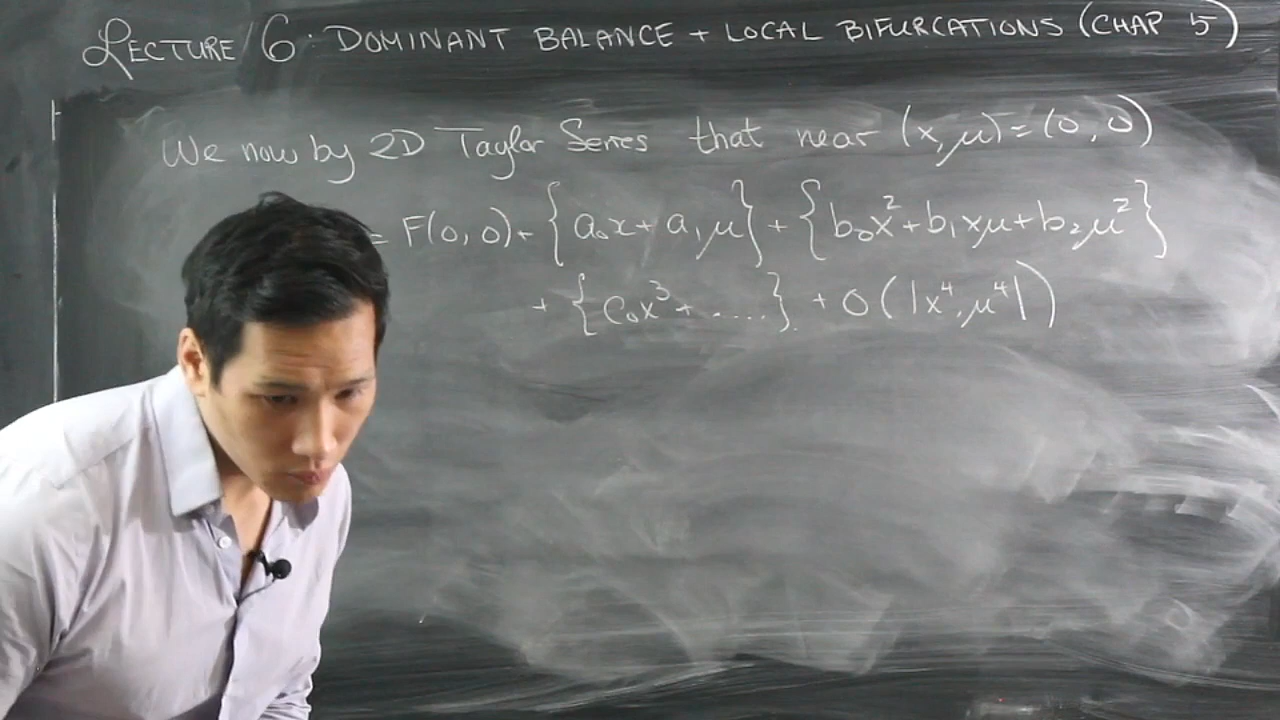 LECTURE 6: DOMINANT BALANCE + LOCAL BIFURCATIONS (CHAP 5)
We now by 2D Taylor Series that near (x, μ) = (0, 0)
= F(0, 0) + {a₀x + a₁μ} + {b₀x² + b₁xμ + b₂μ²}
+ {c₀x³ + .....} + O(|x⁴, μ⁴|)